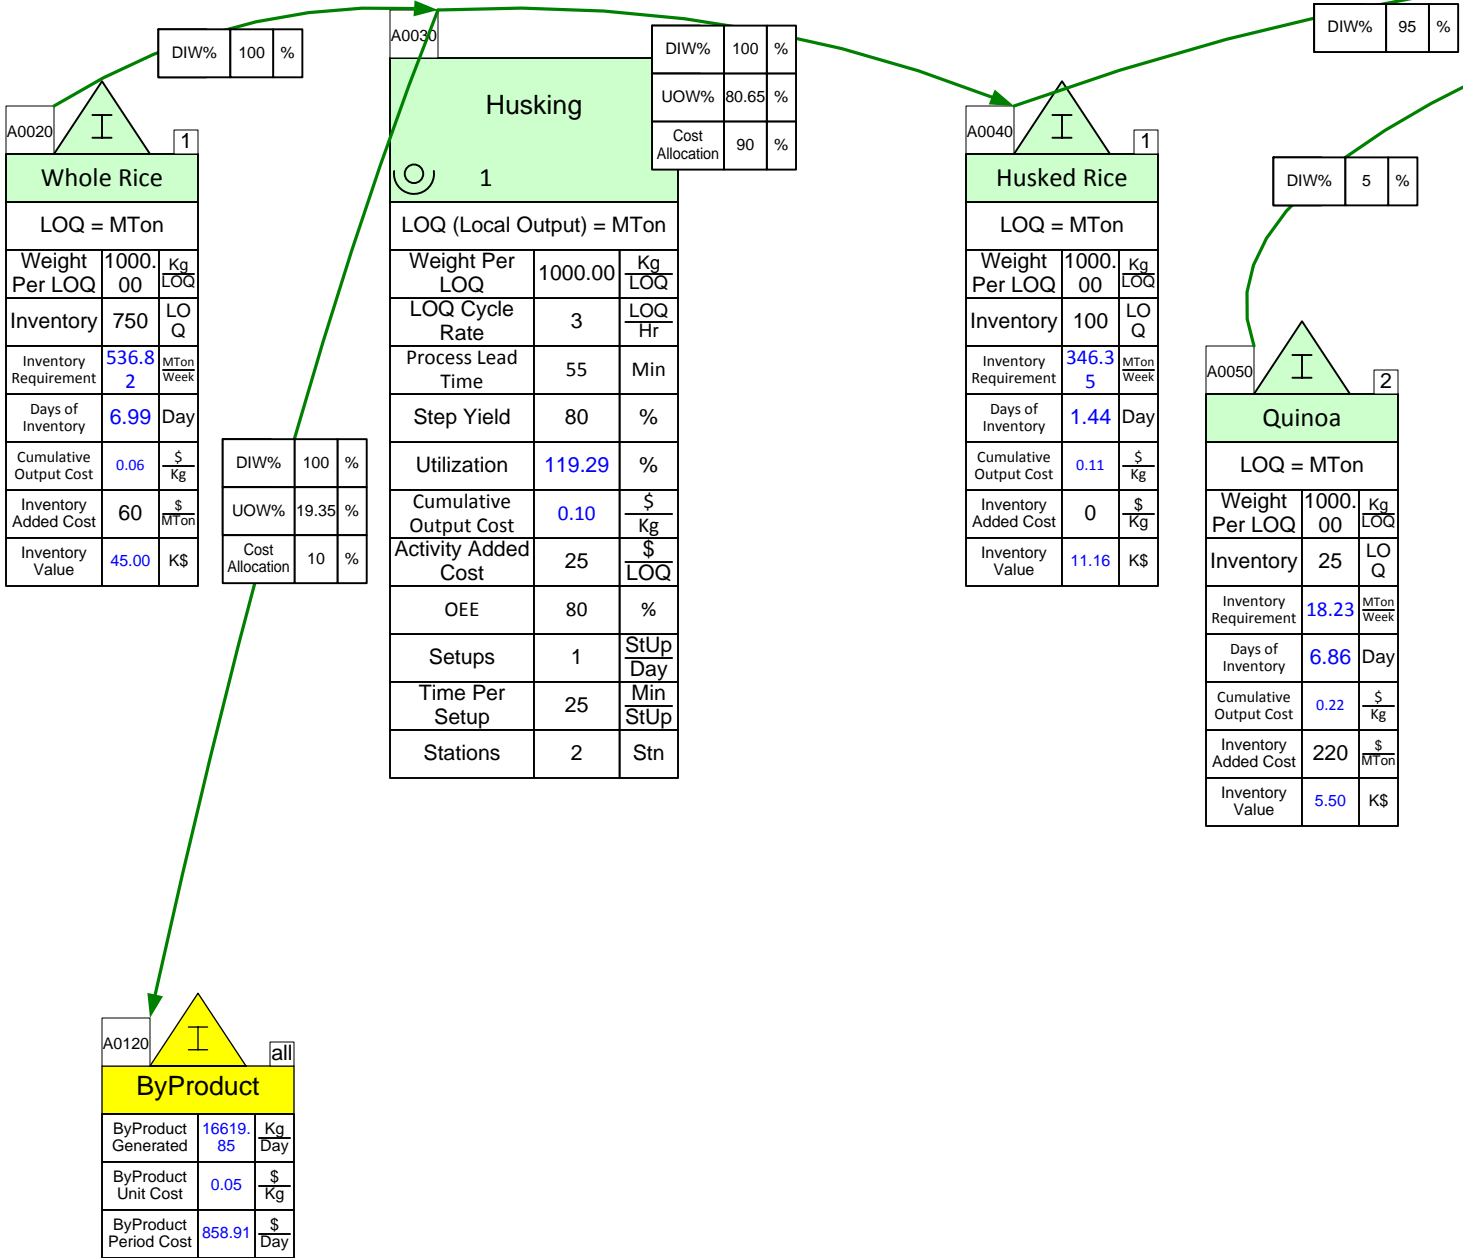 DIW% 100 %
A0020
I
1
Whole Rice
LOQ = MTon
Weight Per LOQ 1000.00 Kg/LOQ
Inventory 750 LOQ
Inventory Requirement 536.82 MTon/Week
Days of Inventory 6.99 Day
Cumulative Output Cost 0.06 $/Kg
Inventory Added Cost 60 $/MTon
Inventory Value 45.00 K$
A0030
Husking
1
LOQ (Local Output) = MTon
Weight Per LOQ 1000.00 Kg/LOQ
LOQ Cycle Rate 3 LOQ/Hr
Process Lead Time 55 Min
Step Yield 80 %
Utilization 119.29 %
Cumulative Output Cost 0.10 $/Kg
Activity Added Cost 25 $/LOQ
OEE 80 %
Setups 1 StUp/Day
Time Per Setup 25 Min/StUp
Stations 2 Stn
DIW% 100 %
UOW% 80.65 %
Cost Allocation 90 %
DIW% 100 %
UOW% 19.35 %
Cost Allocation 10 %
A0040
I
1
Husked Rice
LOQ = MTon
Weight Per LOQ 1000.00 Kg/LOQ
Inventory 100 LOQ
Inventory Requirement 346.35 MTon/Week
Days of Inventory 1.44 Day
Cumulative Output Cost 0.11 $/Kg
Inventory Added Cost 0 $/Kg
Inventory Value 11.16 K$
DIW% 95 %
DIW% 5 %
A0050
I
2
Quinoa
LOQ = MTon
Weight Per LOQ 1000.00 Kg/LOQ
Inventory 25 LOQ
Inventory Requirement 18.23 MTon/Week
Days of Inventory 6.86 Day
Cumulative Output Cost 0.22 $/Kg
Inventory Added Cost 220 $/MTon
Inventory Value 5.50 K$
A0120
I
all
ByProduct
ByProduct Generated 16619.85 Kg/Day
ByProduct Unit Cost 0.05 $/Kg
ByProduct Period Cost 858.91 $/Day